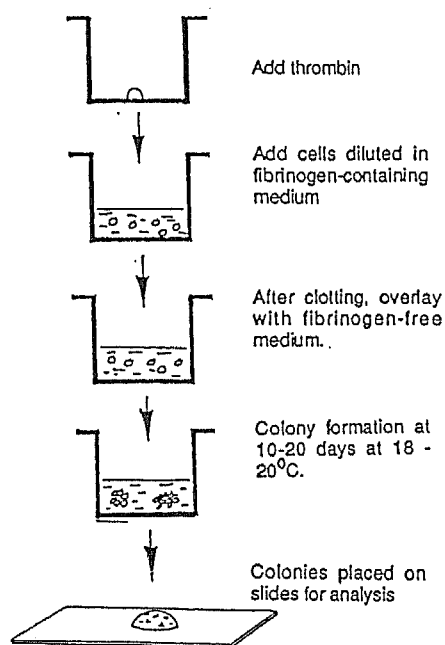 Add thrombin
Add cells diluted in
fibrinogen-containing
medium
After clotting, overlay
with fibrinogen-free
medium.
Colony formation at
10-20 days at 18 -
20⁰C.
Colonies placed on
slides for analysis